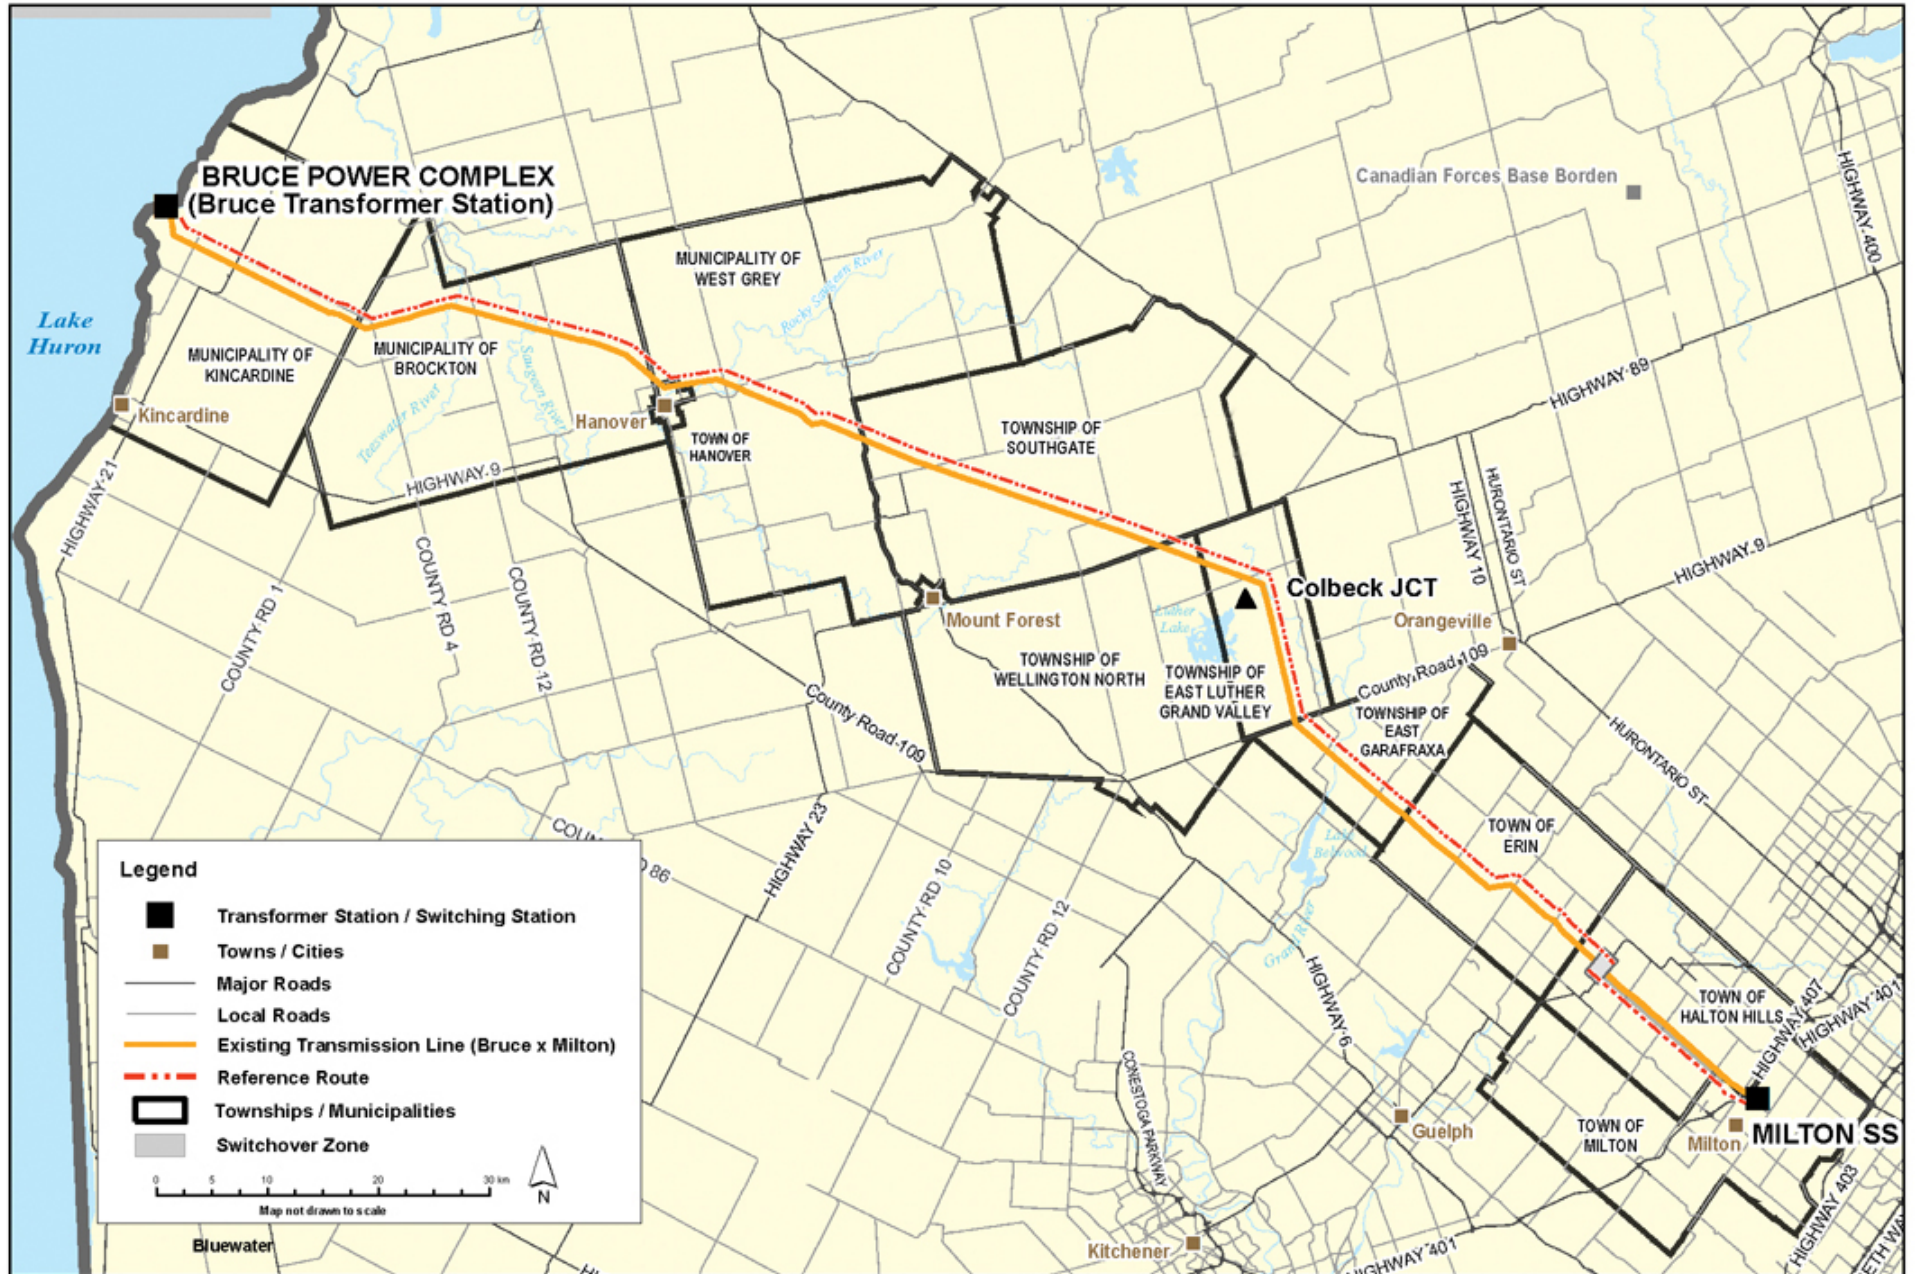 BRUCE POWER COMPLEX
(Bruce Transformer Station)
Canadian Forces Base Borden
HIGHWAY 400
MUNICIPALITY OF
WEST GREY
Rocky Saugeen River
Lake
Huron
MUNICIPALITY OF
KINCARDINE
MUNICIPALITY OF
BROCKTON
Teeswater River
Saugeen River
Kincardine
Hanover
TOWN OF
HANOVER
TOWNSHIP OF
SOUTHGATE
HIGHWAY 89
HIGHWAY 21
HIGHWAY 9
HIGHWAY 10
HURONTARIO ST
HIGHWAY 9
COUNTY RD 1
COUNTY RD 4
COUNTY RD 12
Mount Forest
Colbeck JCT
Luther
Lake
Orangeville
County Road 109
TOWNSHIP OF
WELLINGTON NORTH
TOWNSHIP OF
EAST LUTHER
GRAND VALLEY
TOWNSHIP OF
EAST
GARAFRAXA
County Road 109
HURONTARIO ST
HIGHWAY 23
TOWN OF
ERIN
Lake
Belwood
Grand River
COUNTY RD 10
COUNTY RD 12
HIGHWAY 6
TOWN OF
HALTON HILLS
HIGHWAY 407
HIGHWAY 401
CONESTOGA PARKWAY
Guelph
TOWN OF
MILTON
Milton
MILTON SS
HIGHWAY 403
Kitchener
HIGHWAY 401
ETH WA
COUN
D 86
Legend
Transformer Station / Switching Station
Towns / Cities
Major Roads
Local Roads
Existing Transmission Line (Bruce x Milton)
Reference Route
Townships / Municipalities
Switchover Zone
0 5 10 20 30 km
N
Map not drawn to scale
Bluewater